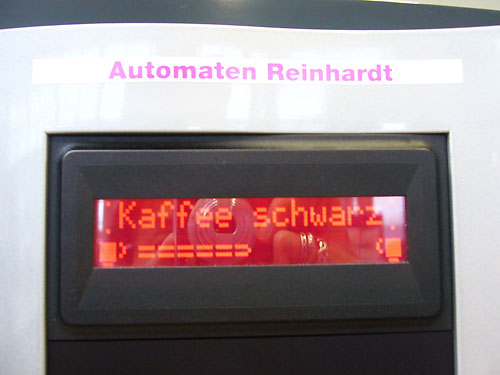 Automaten Reinhardt
.Kaffee schwarz.